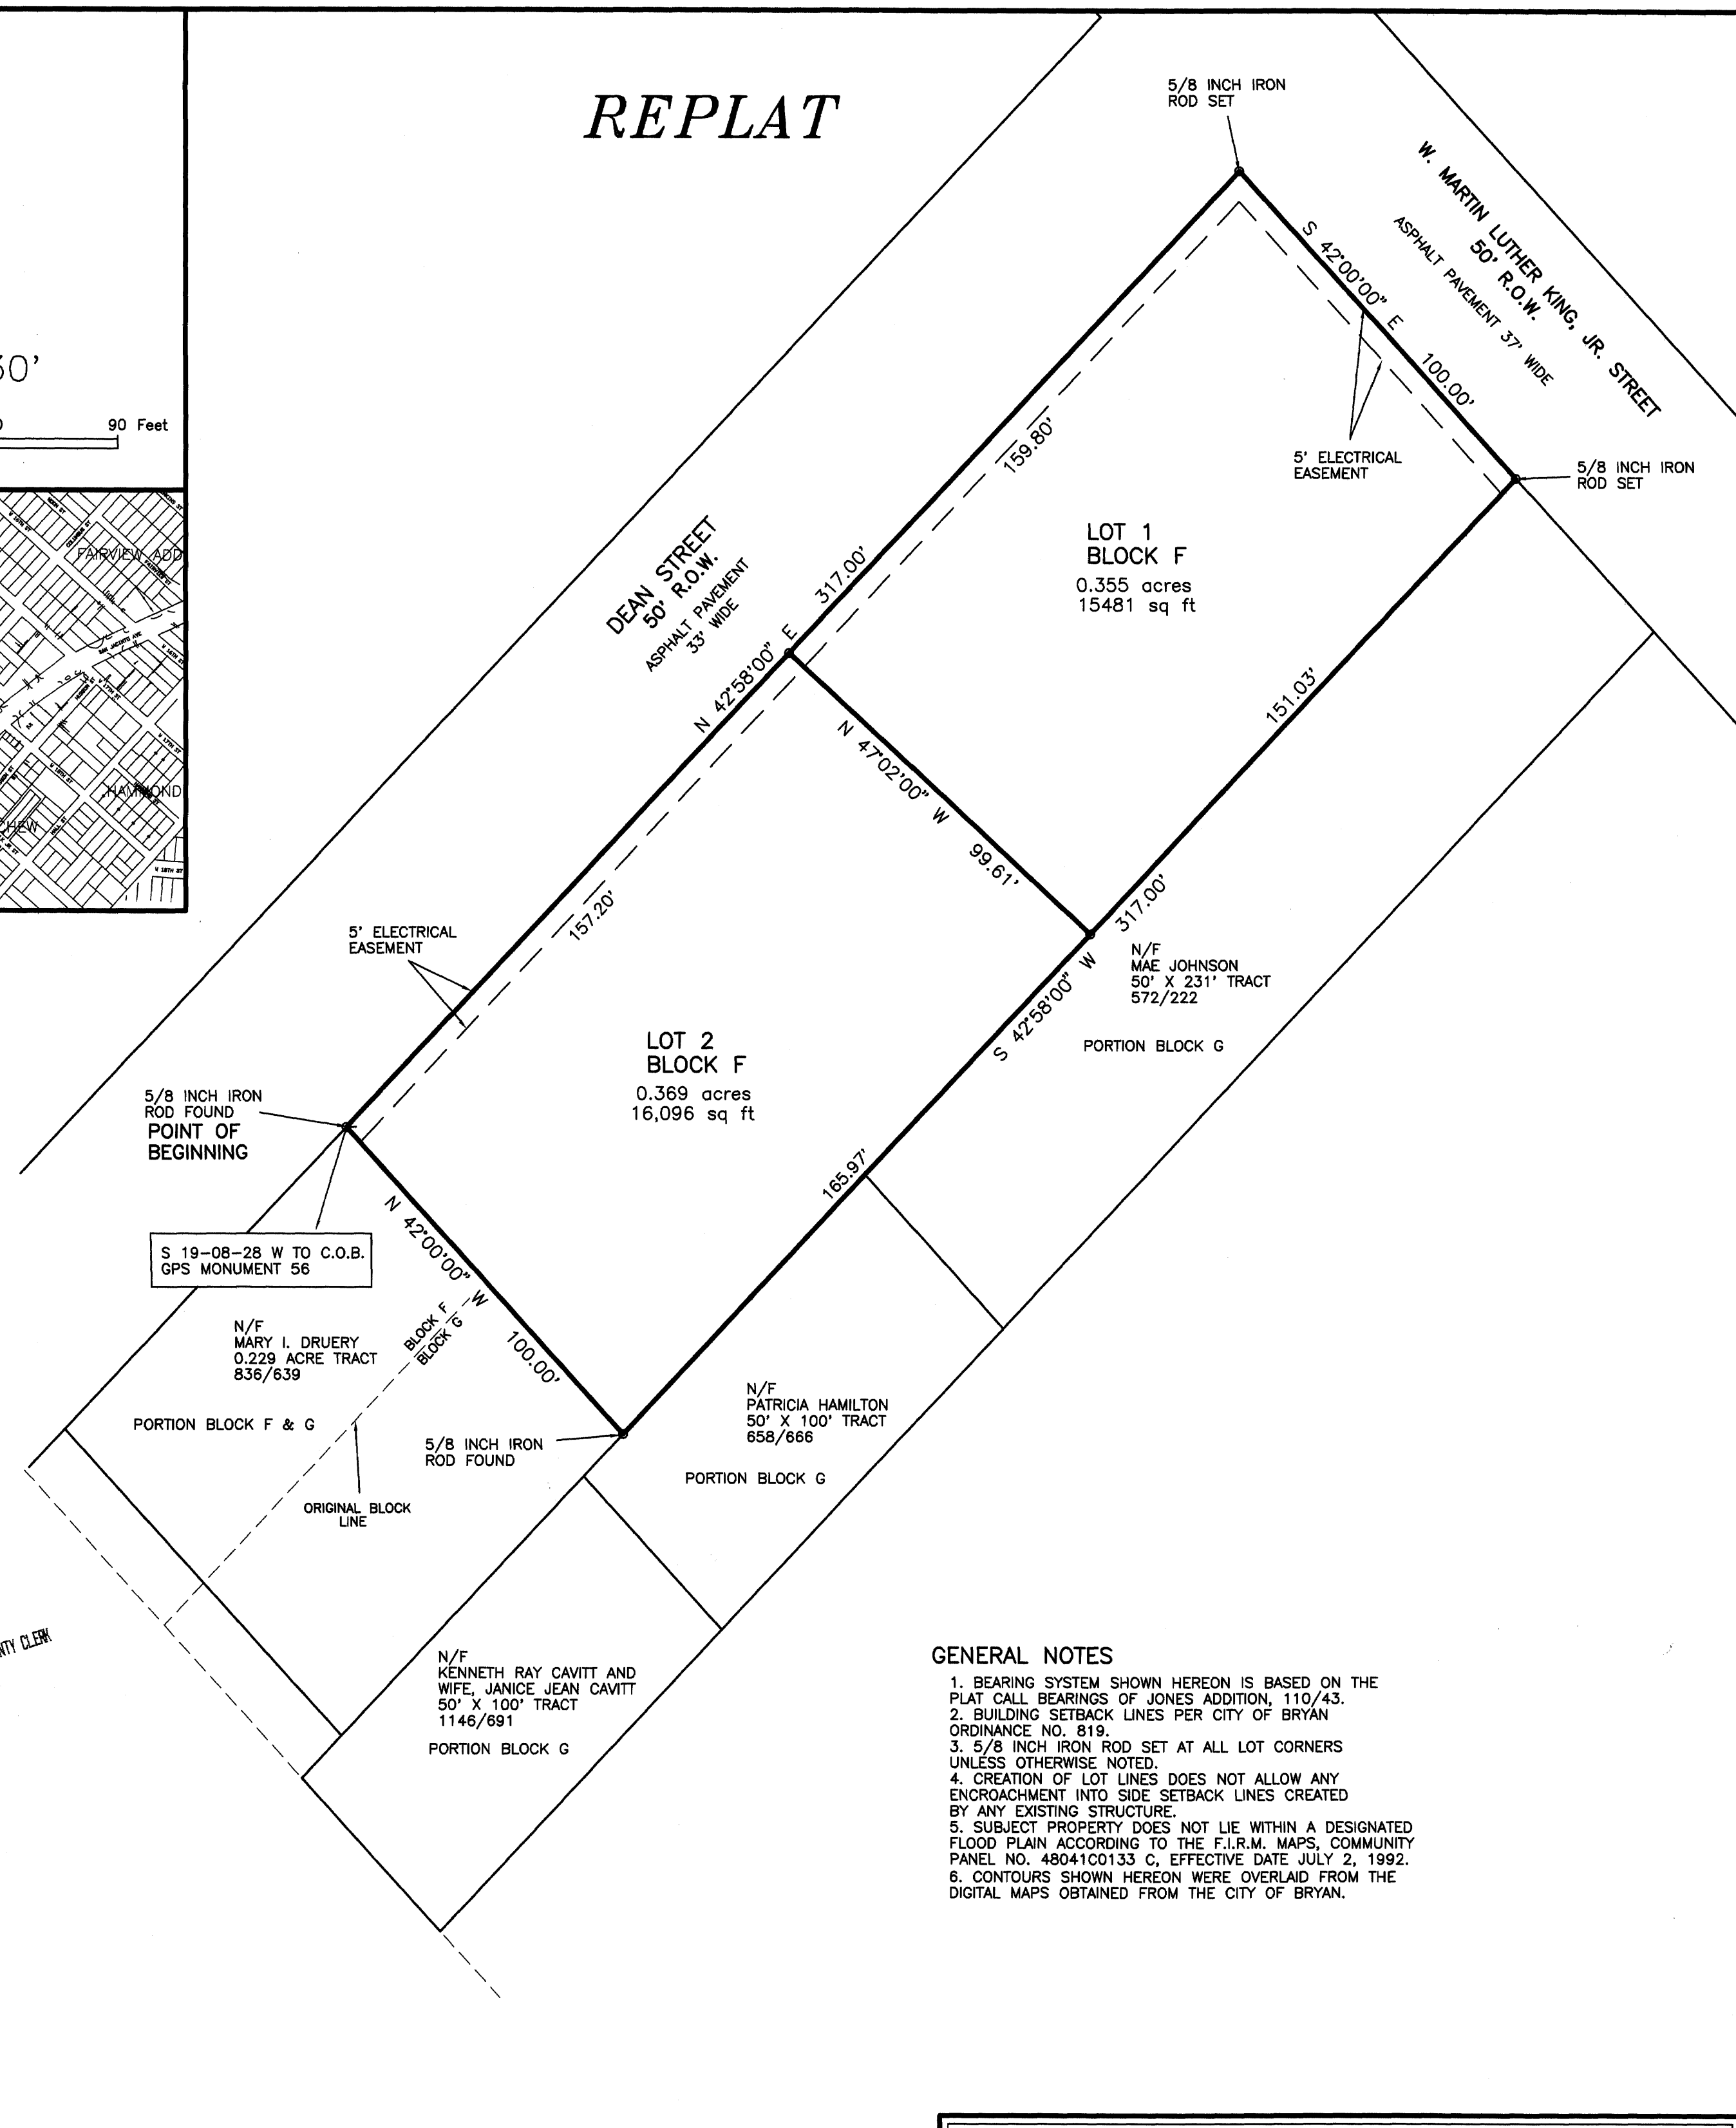 REPLAT
5/8 INCH IRON
ROD SET
W. MARTIN LUTHER KING, JR. STREET
50' R.O.W.
ASPHALT PAVEMENT 37' WIDE
S 42°00'00" E
100.00'
5' ELECTRICAL
EASEMENT
5/8 INCH IRON
ROD SET
90 Feet
159.80'
LOT 1
BLOCK F
0.355 acres
15481 sq ft
FAIRVIEW ADD
HAMMOND
CHEW
DEAN STREET
50' R.O.W.
ASPHALT PAVEMENT
33' WIDE
317.00'
N 42°58'00" E
151.03'
N 47°02'00" W
99.61'
157.20'
317.00'
S 42°58'00" W
N/F
MAE JOHNSON
50' X 231' TRACT
572/222
PORTION BLOCK G
5' ELECTRICAL
EASEMENT
LOT 2
BLOCK F
0.369 acres
16,096 sq ft
5/8 INCH IRON
ROD FOUND
POINT OF
BEGINNING
165.97'
S 19-08-28 W TO C.O.B.
GPS MONUMENT 56
N 42°00'00" W
100.00'
BLOCK F
BLOCK G
N/F
MARY I. DRUERY
0.229 ACRE TRACT
836/639
PORTION BLOCK F & G
5/8 INCH IRON
ROD FOUND
ORIGINAL BLOCK
LINE
N/F
PATRICIA HAMILTON
50' X 100' TRACT
658/666
PORTION BLOCK G
N/F
KENNETH RAY CAVITT AND
WIFE, JANICE JEAN CAVITT
50' X 100' TRACT
1146/691
PORTION BLOCK G
CLERK
GENERAL NOTES
1. BEARING SYSTEM SHOWN HEREON IS BASED ON THE
PLAT CALL BEARINGS OF JONES ADDITION, 110/43.
2. BUILDING SETBACK LINES PER CITY OF BRYAN
ORDINANCE NO. 819.
3. 5/8 INCH IRON ROD SET AT ALL LOT CORNERS
UNLESS OTHERWISE NOTED.
4. CREATION OF LOT LINES DOES NOT ALLOW ANY
ENCROACHMENT INTO SIDE SETBACK LINES CREATED
BY ANY EXISTING STRUCTURE.
5. SUBJECT PROPERTY DOES NOT LIE WITHIN A DESIGNATED
FLOOD PLAIN ACCORDING TO THE F.I.R.M. MAPS, COMMUNITY
PANEL NO. 48041C0133 C, EFFECTIVE DATE JULY 2, 1992.
6. CONTOURS SHOWN HEREON WERE OVERLAID FROM THE
DIGITAL MAPS OBTAINED FROM THE CITY OF BRYAN.